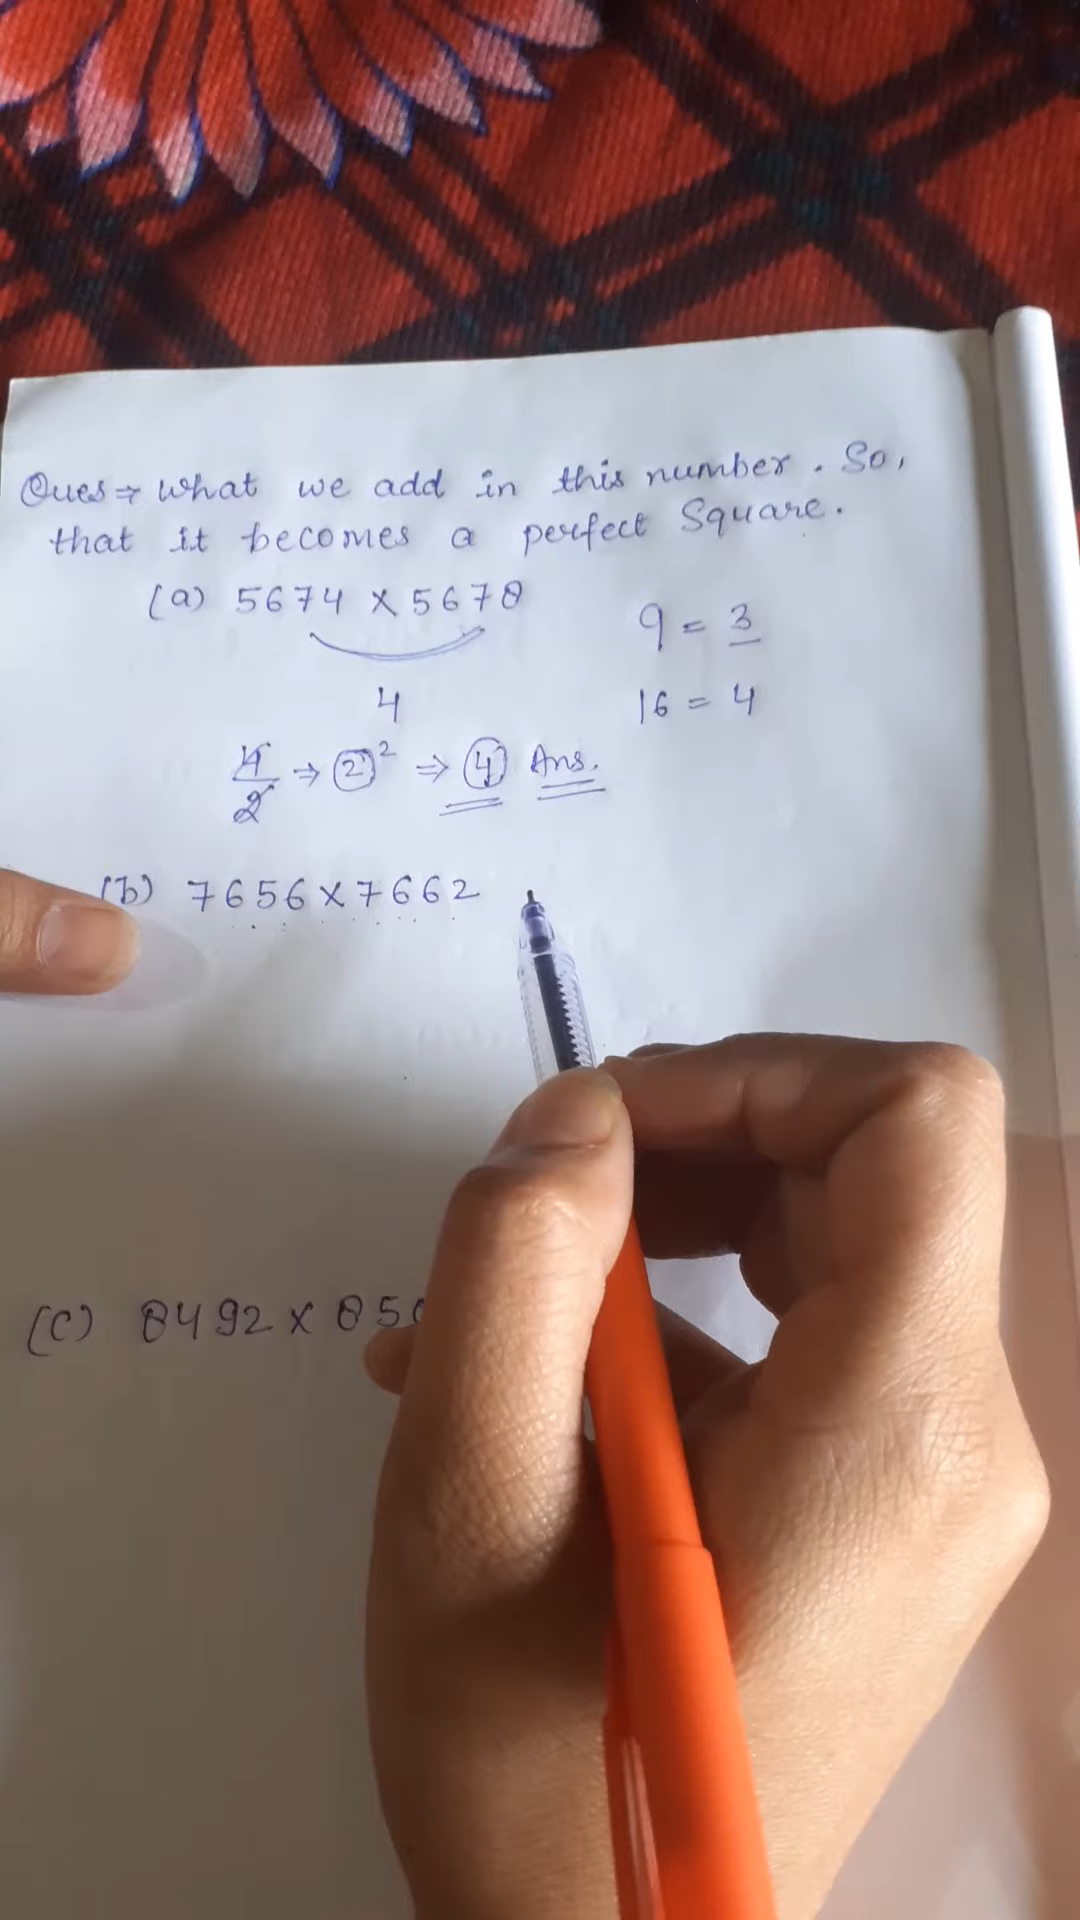 Ques ⇒ What we add in this number. So,
that it becomes a perfect Square.
(a) 5674 × 5678
9 = 3
4
16 = 4
4/2 ⇒ (2)² ⇒ 4 Ans.
(b) 7656 × 7662
(c) 8492 × 85